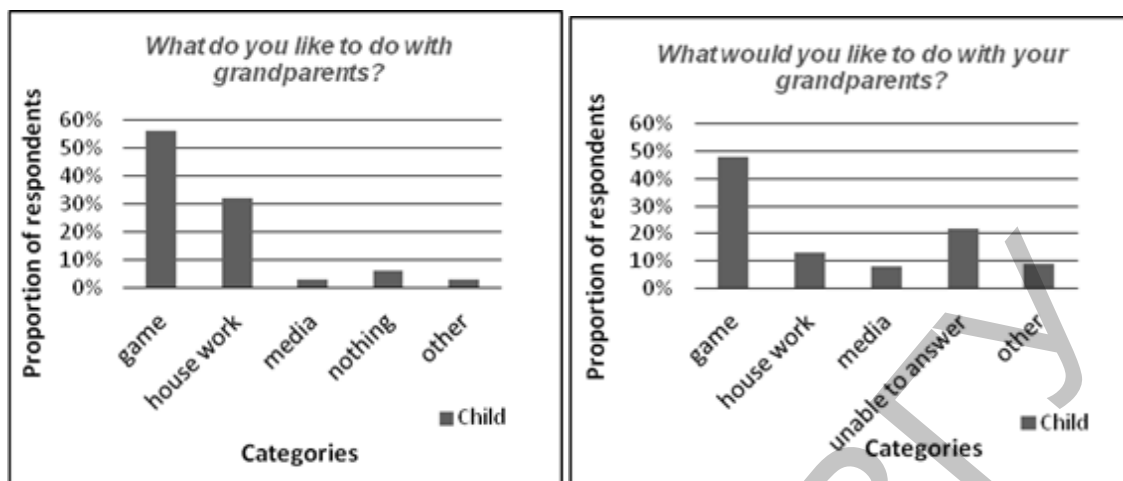 What do you like to do with
grandparents?
Proportion of respondents
60%
50%
40%
30%
20%
10%
0%
game
house work
media
nothing
other
Child
Categories
What would you like to do with your
grandparents?
Proportion of respondents
60%
50%
40%
30%
20%
10%
0%
game
house work
media
unable to answer
other
Child
Categories